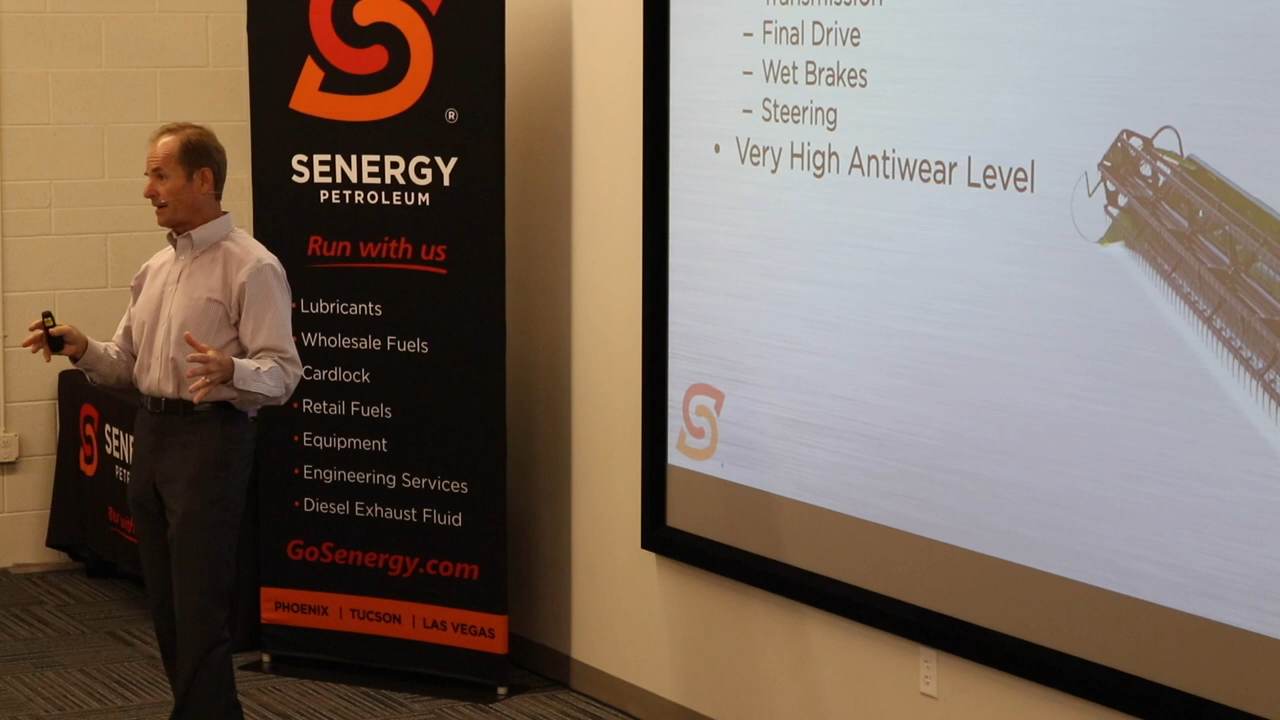 ®
SENERGY
PETROLEUM
Run with us
• Lubricants
• Wholesale Fuels
Cardlock
• Retail Fuels
• Equipment
• Engineering Services
• Diesel Exhaust Fluid
GoSenergy.com
PHOENIX | TUCSON | LAS VEGAS
Transmission
– Final Drive
– Wet Brakes
– Steering
• Very High Antiwear Level